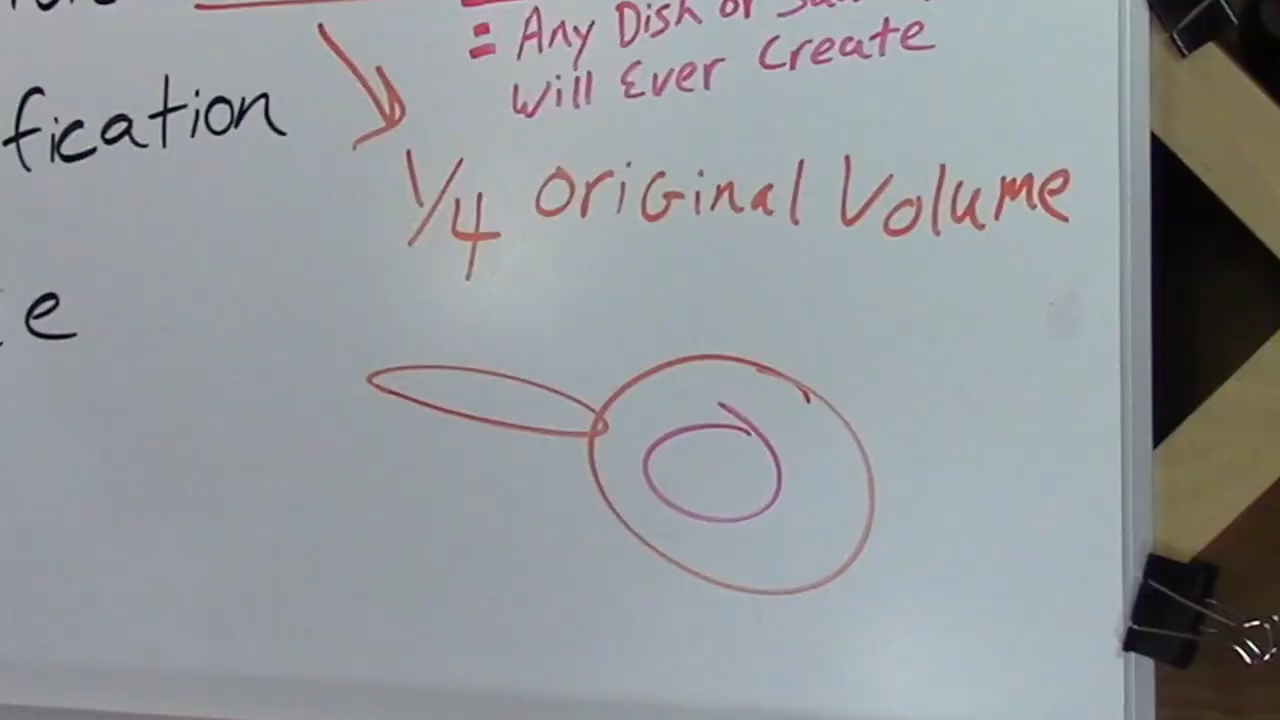 = Any Dish or
Will Ever Create
fication
1/4 Original Volume
e